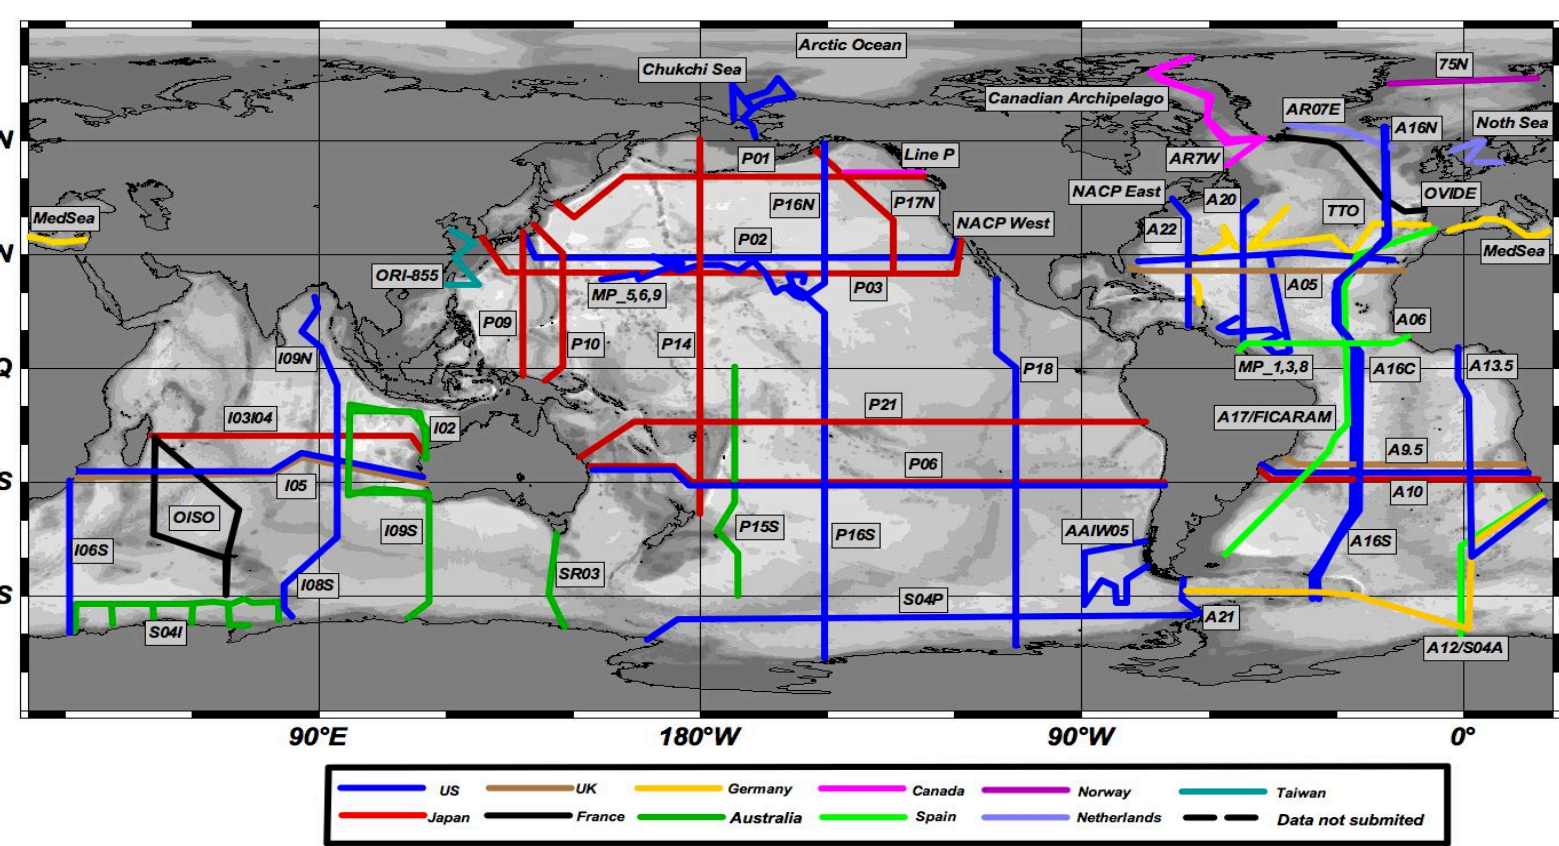 Arctic Ocean
Chukchi Sea
75N
Canadian Archipelago
AR07E
A16N
Noth Sea
N
P01
Line P
AR7W
NACP East
A20
OVIDE
MedSea
P16N
P17N
TTO
NACP West
A22
P02
N
MedSea
ORI-855
MP_5,6,9
P03
A05
P09
P10
P14
A06
I09N
Q
P18
MP_1,3,8
A16C
A13.5
P21
A17/FICARAM
I03I04
I02
A9.5
P06
S
I05
A10
OISO
I09S
P15S
P16S
AAIW05
A16S
I06S
SR03
I08S
S
S04P
A21
S04I
A12/S04A
90°E
180°W
90°W
0°
US
UK
Germany
Canada
Norway
Taiwan
Japan
France
Australia
Spain
Netherlands
Data not submited